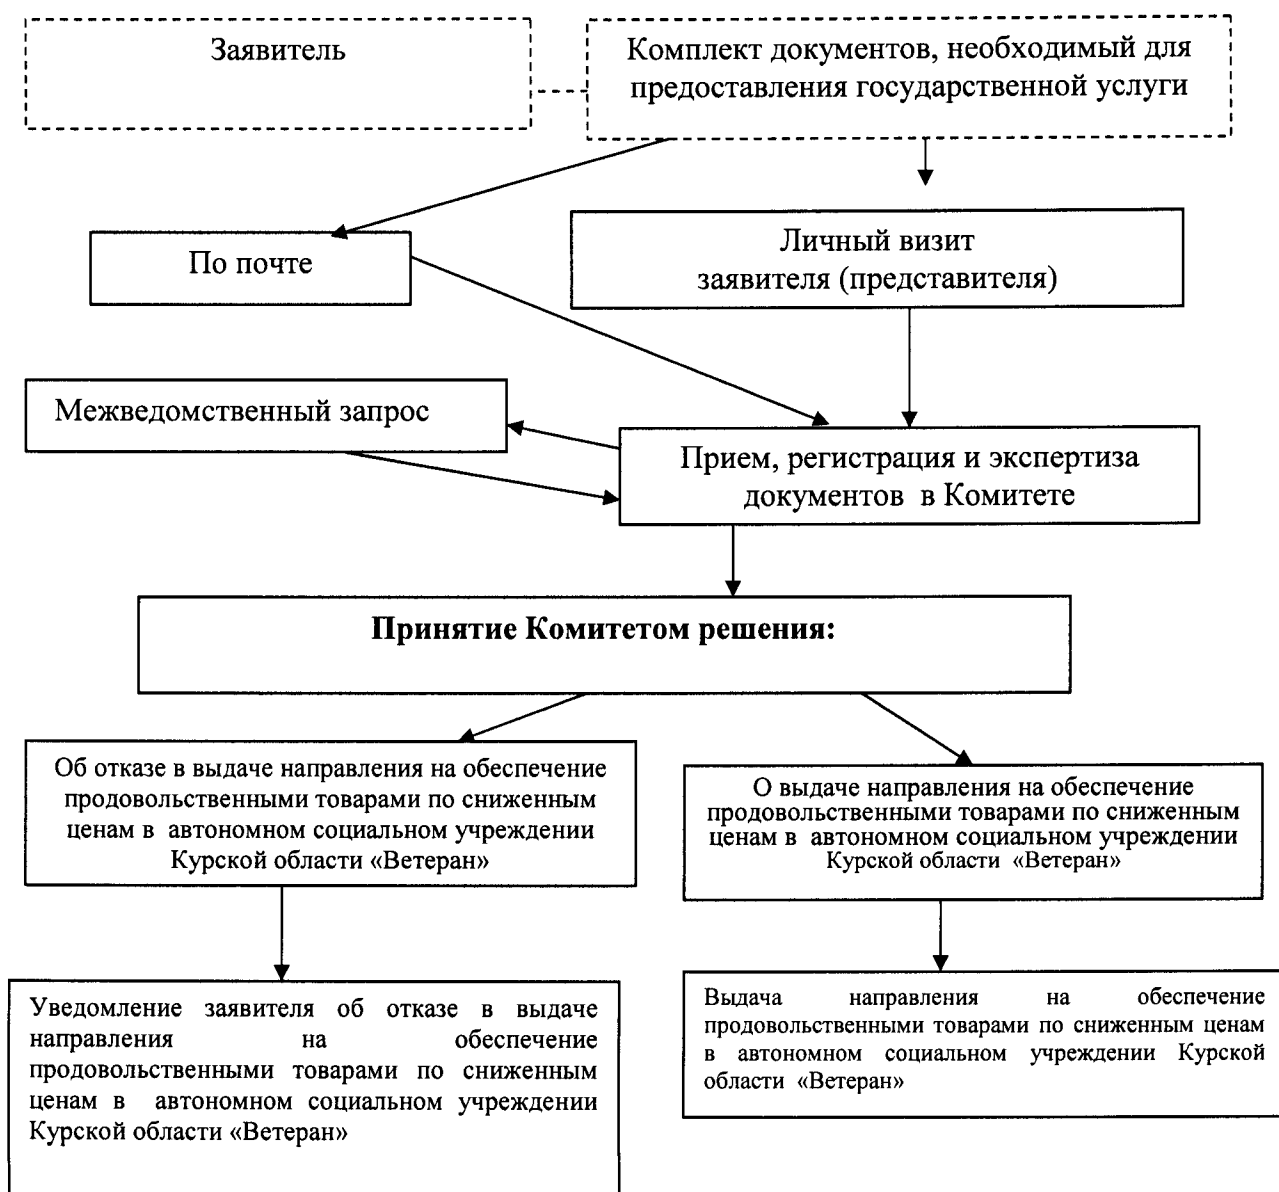 Заявитель
Комплект документов, необходимый для
предоставления государственной услуги
По почте
Личный визит
заявителя (представителя)
Межведомственный запрос
Прием, регистрация и экспертиза
документов в Комитете
Принятие Комитетом решения:
Об отказе в выдаче направления на обеспечение
продовольственными товарами по сниженным
ценам в автономном социальном учреждении
Курской области «Ветеран»
О выдаче направления на обеспечение
продовольственными товарами по сниженным
ценам в автономном социальном учреждении
Курской области «Ветеран»
Уведомление заявителя об отказе в выдаче
направления на обеспечение
продовольственными товарами по сниженным
ценам в автономном социальном учреждении
Курской области «Ветеран»
Выдача направления на обеспечение
продовольственными товарами по сниженным ценам
в автономном социальном учреждении Курской
области «Ветеран»